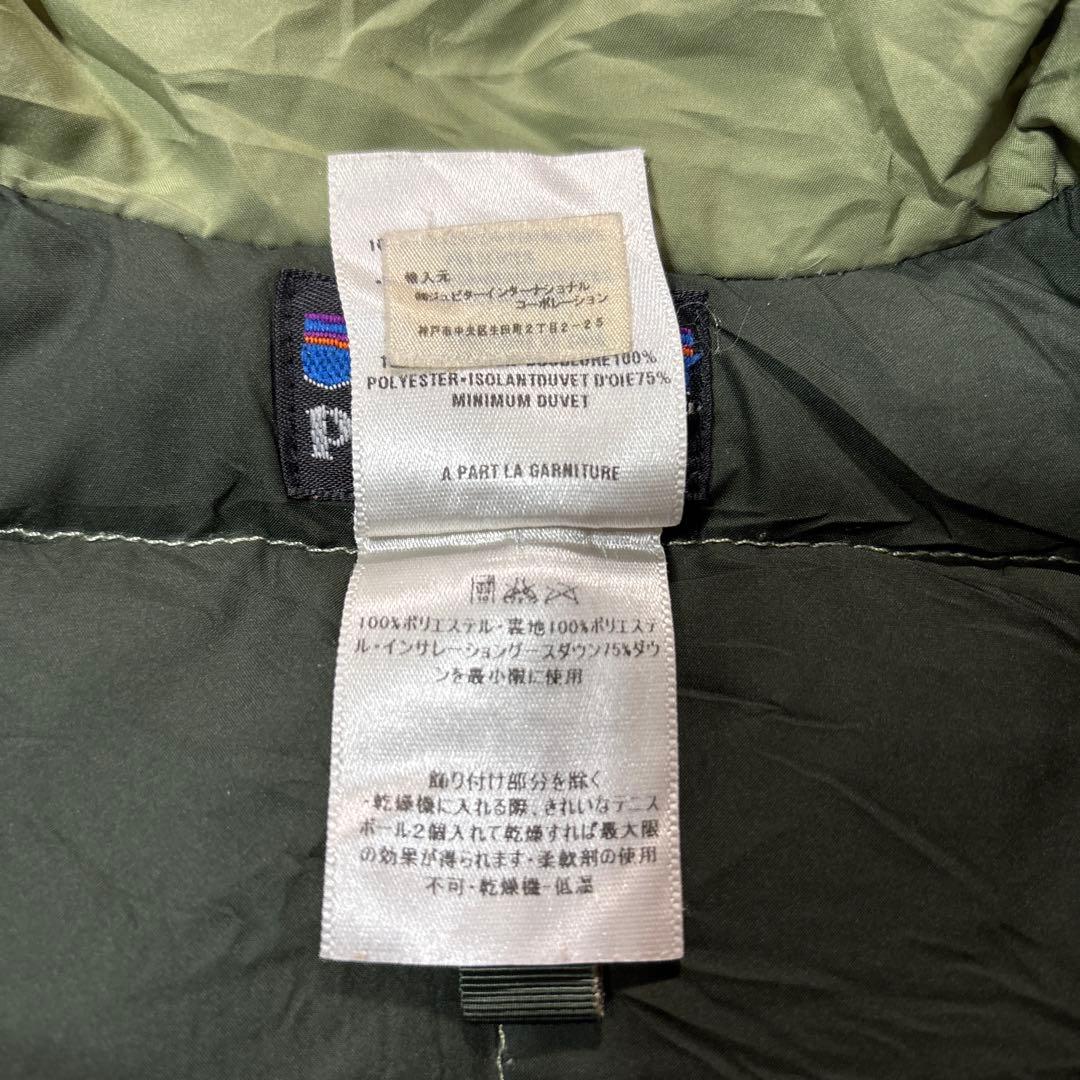 輸入元
㈱ジュピターインターナショナル
コーポレーション
神戸市中央区生田町2丁目2-25
100%
POLYESTER·ISOLANTDUVET D'OIE75%
MINIMUM DUVET
A PART LA GARNITURE
p
100%ポリエステル・裏地100%ポリエステ
ル・インサレーショングースダウン75%ダウ
ンを最小限に使用
飾り付け部分を除く
・乾燥機に入れる際、きれいなテニス
ボール2個入れて乾燥すれば最大限
の効果が得られます・柔軟剤の使用
不可・乾燥機-低温